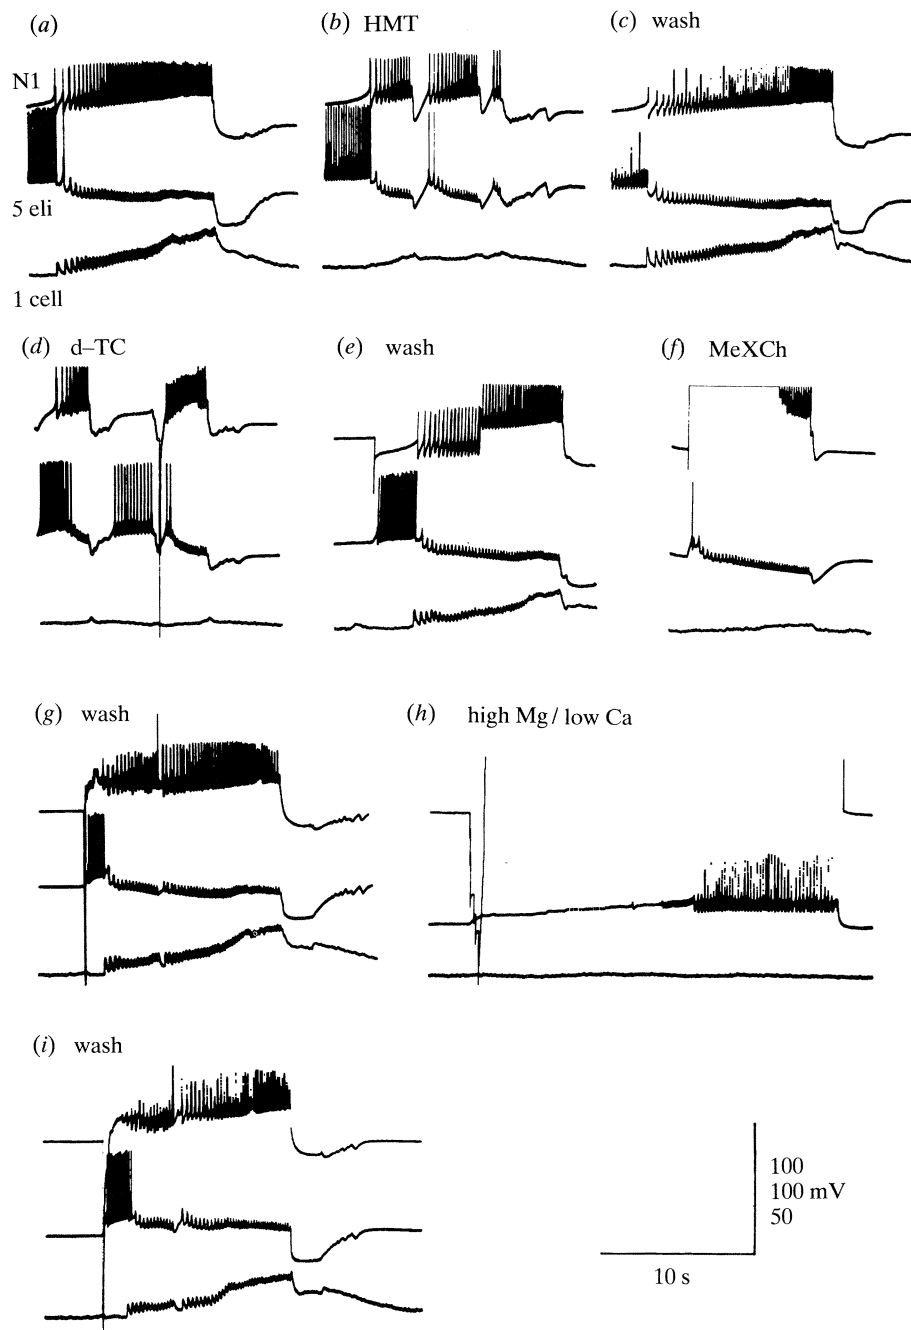 (a)
(b) HMT
(c) wash
N1
5 eli
1 cell
(d) d–TC
(e) wash
(f) MeXCh
(g) wash
(h) high Mg / low Ca
(i) wash
100
100 mV
50
10 s